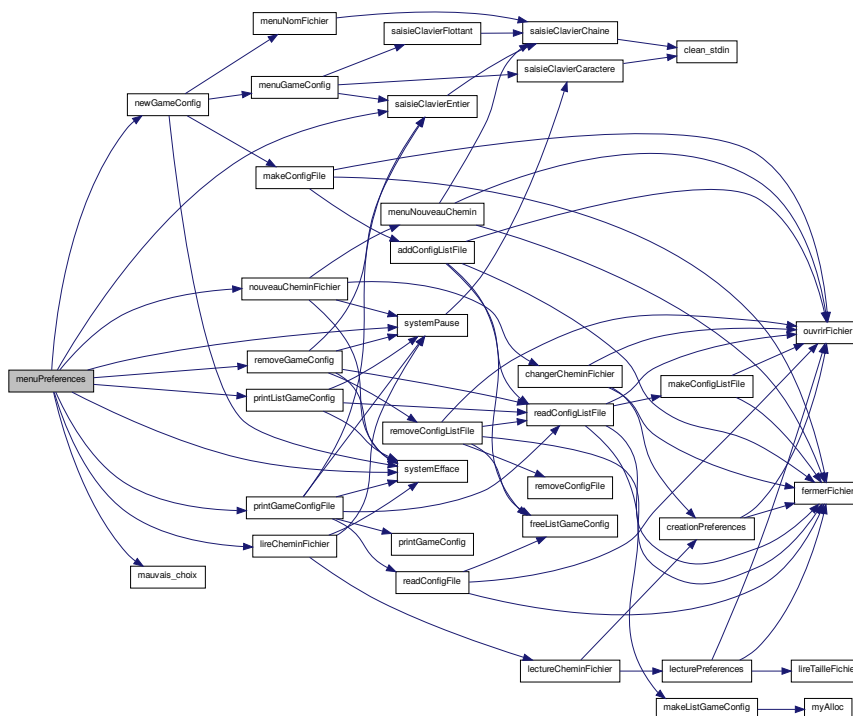 menuNomFichier
saisieClavierFlottant
saisieClavierChaine
clean_stdin
saisieClavierCaractere
menuGameConfig
newGameConfig
saisieClavierEntier
makeConfigFile
menuNouveauChemin
addConfigListFile
nouveauCheminFichier
systemPause
ouvrirFichier
removeGameConfig
changerCheminFichier
menuPreferences
makeConfigListFile
printListGameConfig
readConfigListFile
removeConfigListFile
systemEfface
removeConfigFile
fermerFichier
printGameConfigFile
freeListGameConfig
creationPreferences
lireCheminFichier
printGameConfig
mauvais_choix
readConfigFile
lectureCheminFichier
lecturePreferences
lireTailleFichie
makeListGameConfig
myAlloc